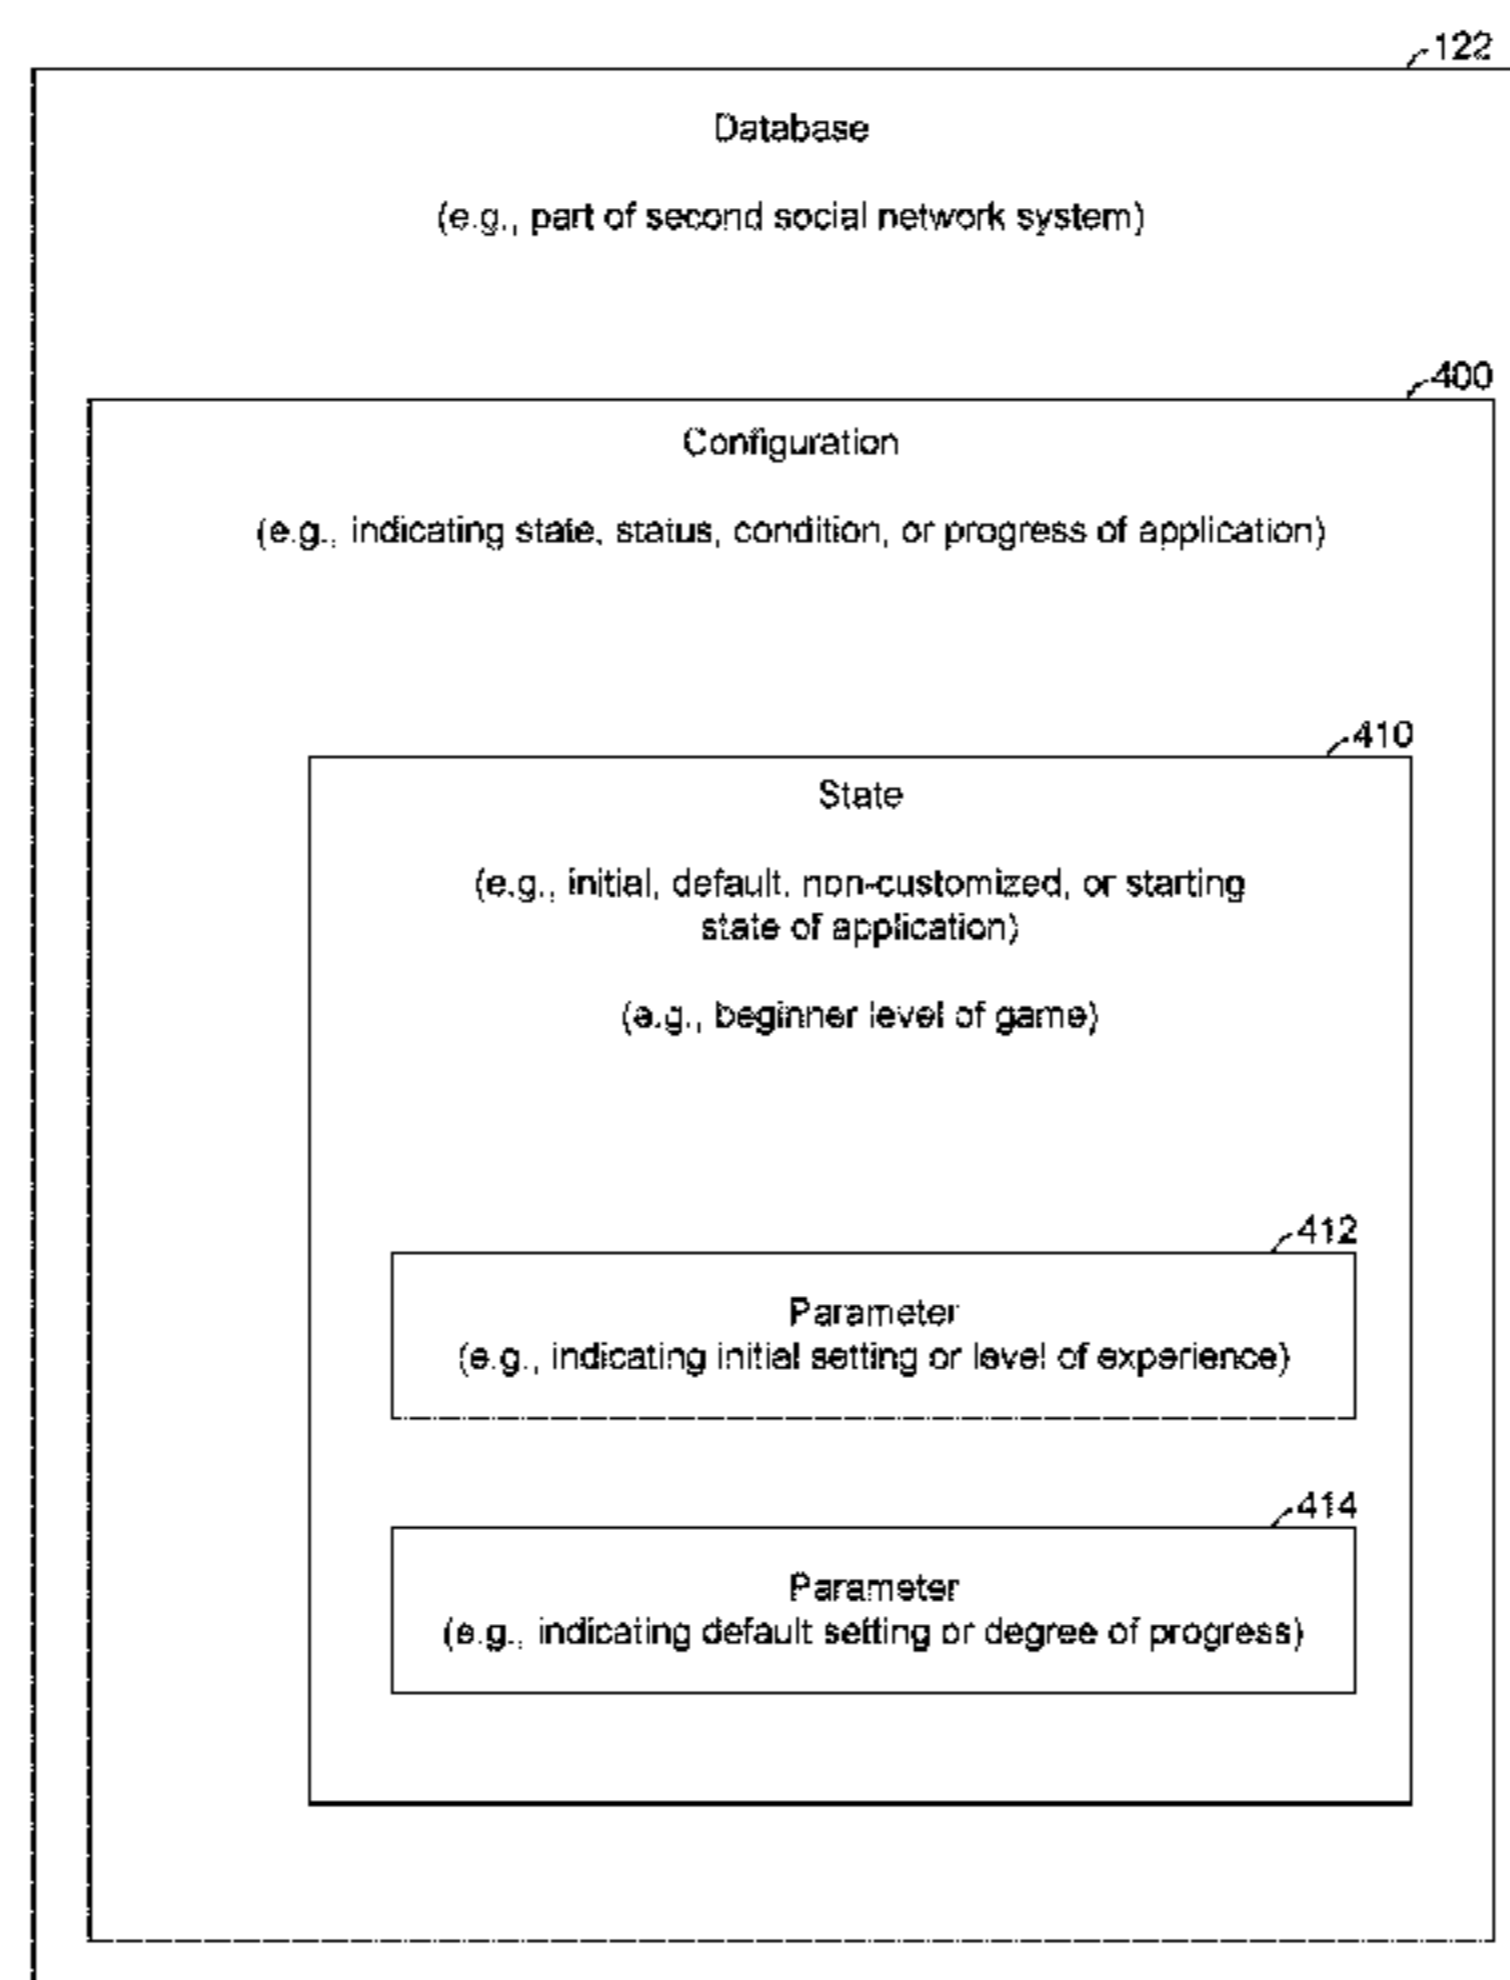 122
Database
(e.g., part of second social network system)
400
Configuration
(e.g., indicating state, status, condition, or progress of application)
410
State
(e.g., initial, default, non-customized, or starting
state of application)
(e.g., beginner level of game)
412
Parameter
(e.g., indicating initial setting or level of experience)
414
Parameter
(e.g., indicating default setting or degree of progress)